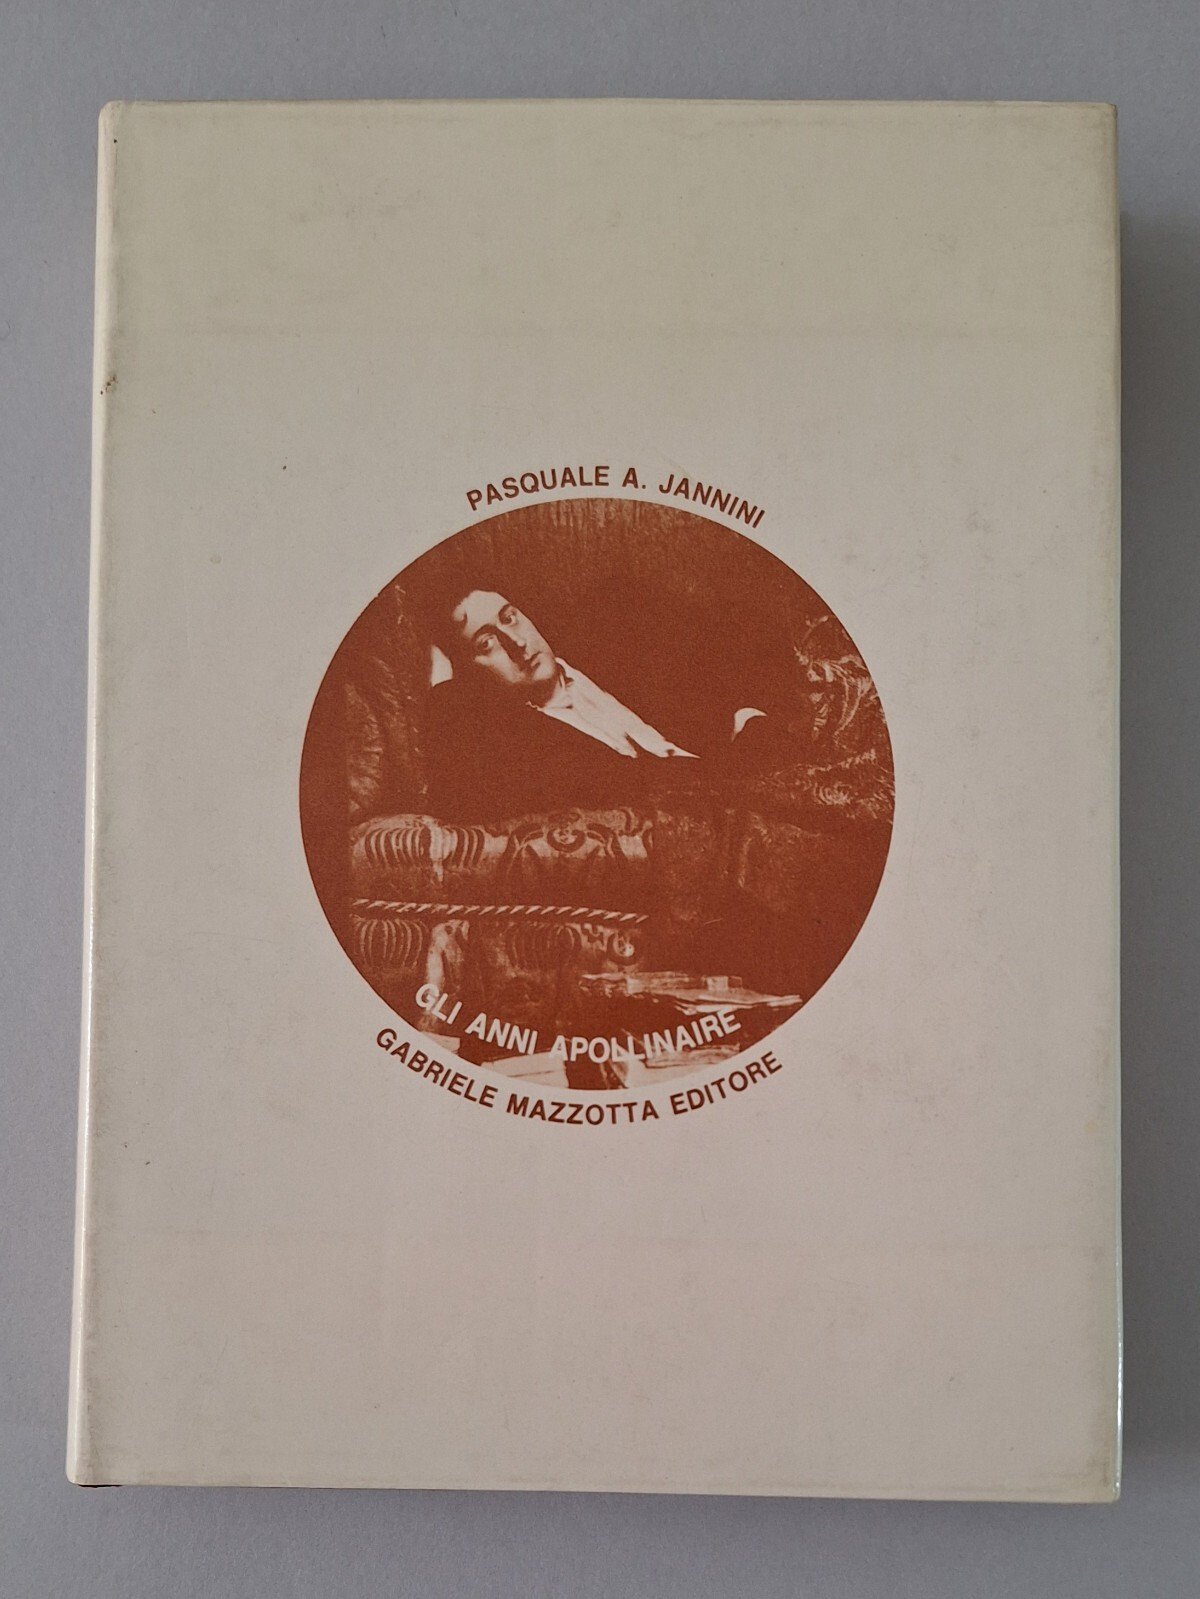 PASQUALE A. JANNINI
GLI ANNI APOLLINAIRE
GABRIELE MAZZOTTA EDITORE